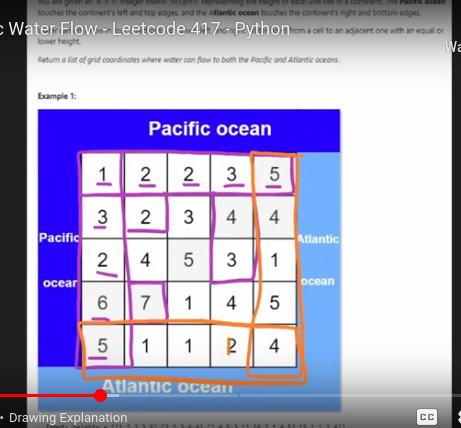 You are given an m x n integer matrix heights representing the height of each unit cell in a continent. The Pacific ocean
touches the continent's left and top edges, and the Atlantic ocean touches the continent's right and bottom edges.
c Water Flow - Leetcode 417 - Python
from a cell to an adjacent one with an equal or
lower height.
Wa
Return a list of grid coordinates where water can flow to both the Pacific and Atlantic oceans.
Example 1:
Pacific ocean
1 2 2 3 5
3 2 3 4 4
Pacific
Atlantic
2 4 5 3 1
ocean
ocean
6 7 1 4 5
5 1 1 2 4
Atlantic ocean
• Drawing Explanation
CC